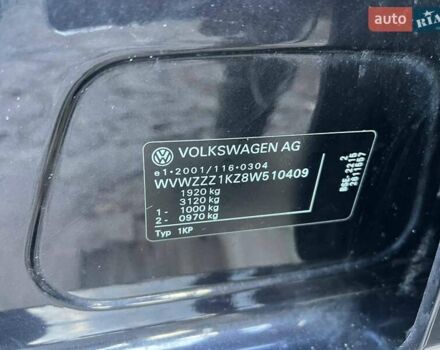 VOLKSWAGEN AG
e1*2001/116*0304
WVWZZZ1KZ8W510409
1920 kg
3120 kg
1- 1000 kg
2- 0970 kg
Typ 1KP
2
auto RIA